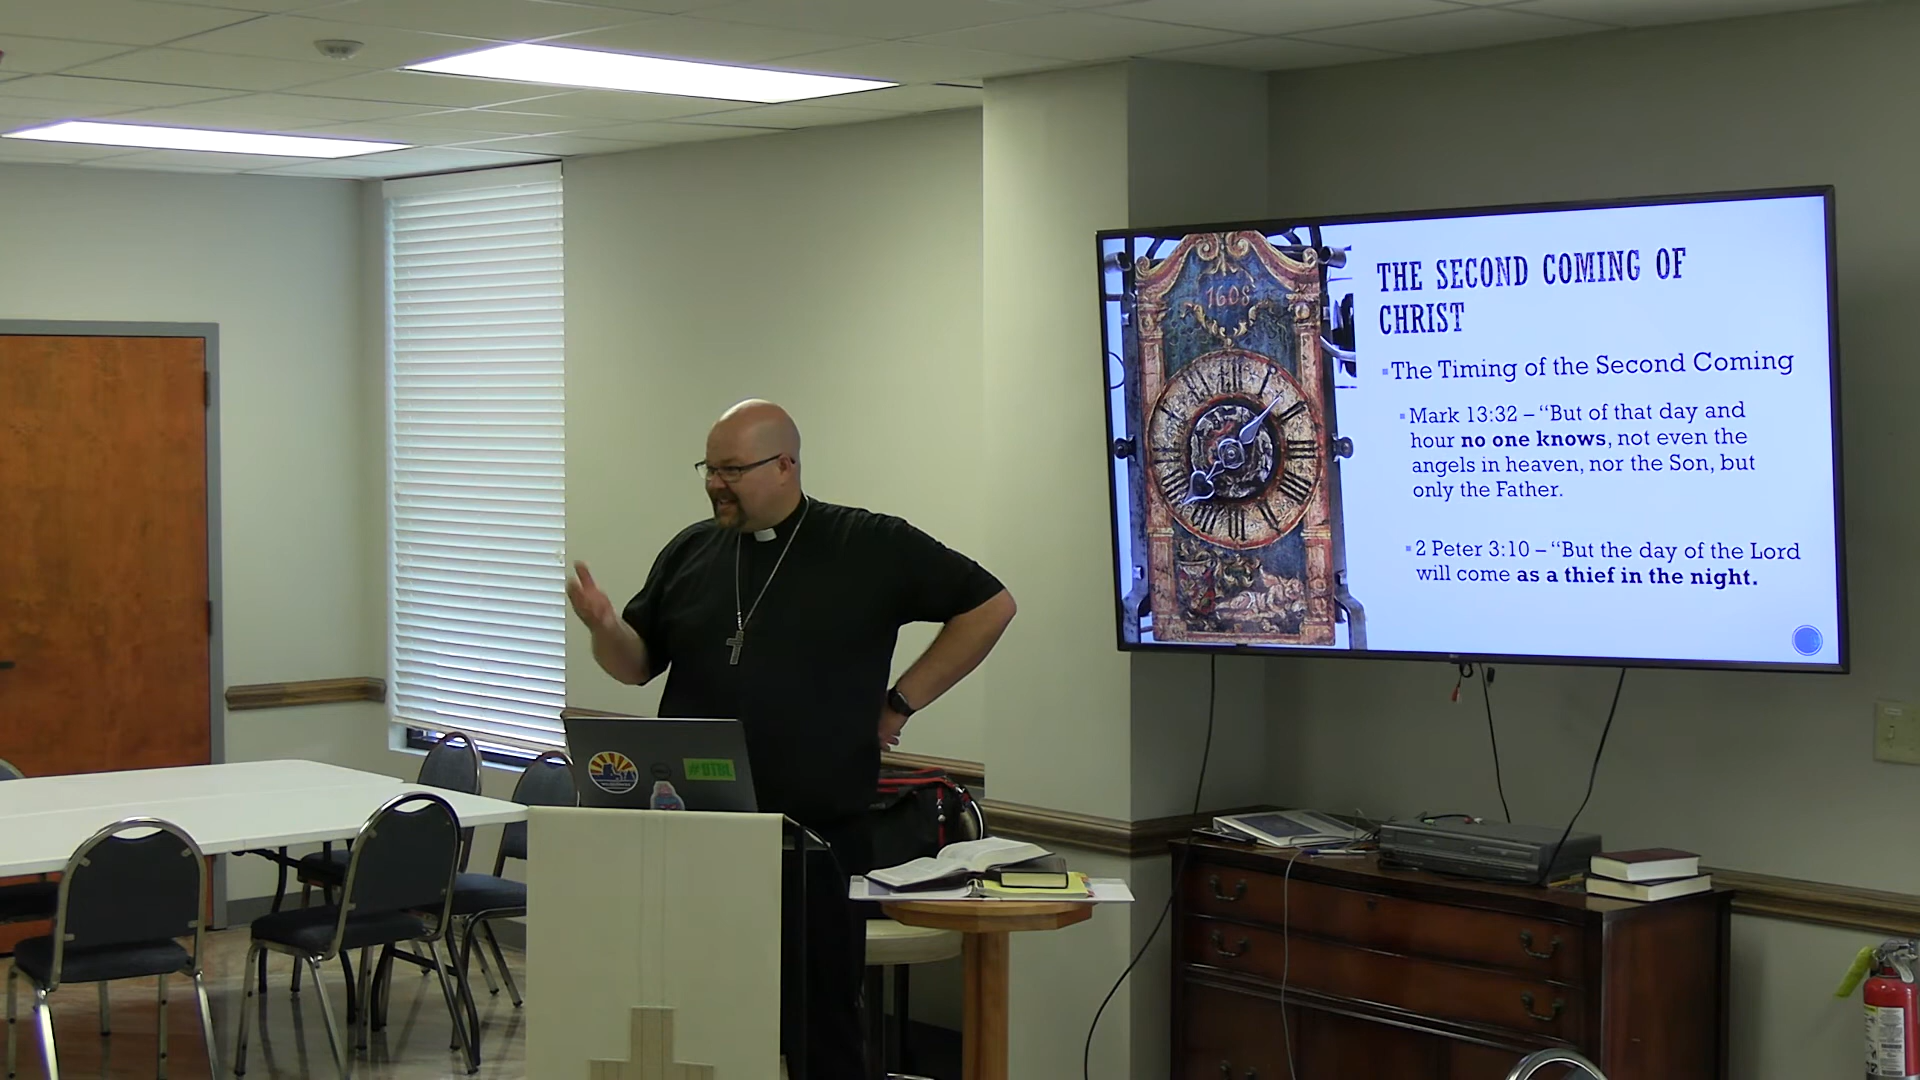 1608
THE SECOND COMING OF
CHRIST
The Timing of the Second Coming
Mark 13:32 – “But of that day and
hour no one knows, not even the
angels in heaven, nor the Son, but
only the Father.
2 Peter 3:10 – “But the day of the Lord
will come as a thief in the night.